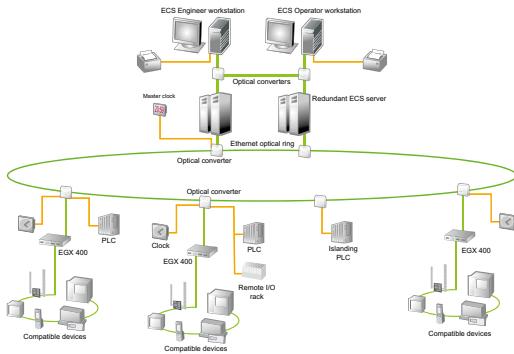 ECS Engineer workstation
ECS Operator workstation
Optical converters
Master clock
Redundant ECS server
Ethernet optical ring
Optical converter
Optical converter
PLC
EGX 400
Clock
PLC
Islanding
PLC
EGX 400
EGX 400
Remote I/O
rack
Compatible devices
Compatible devices
Compatible devices